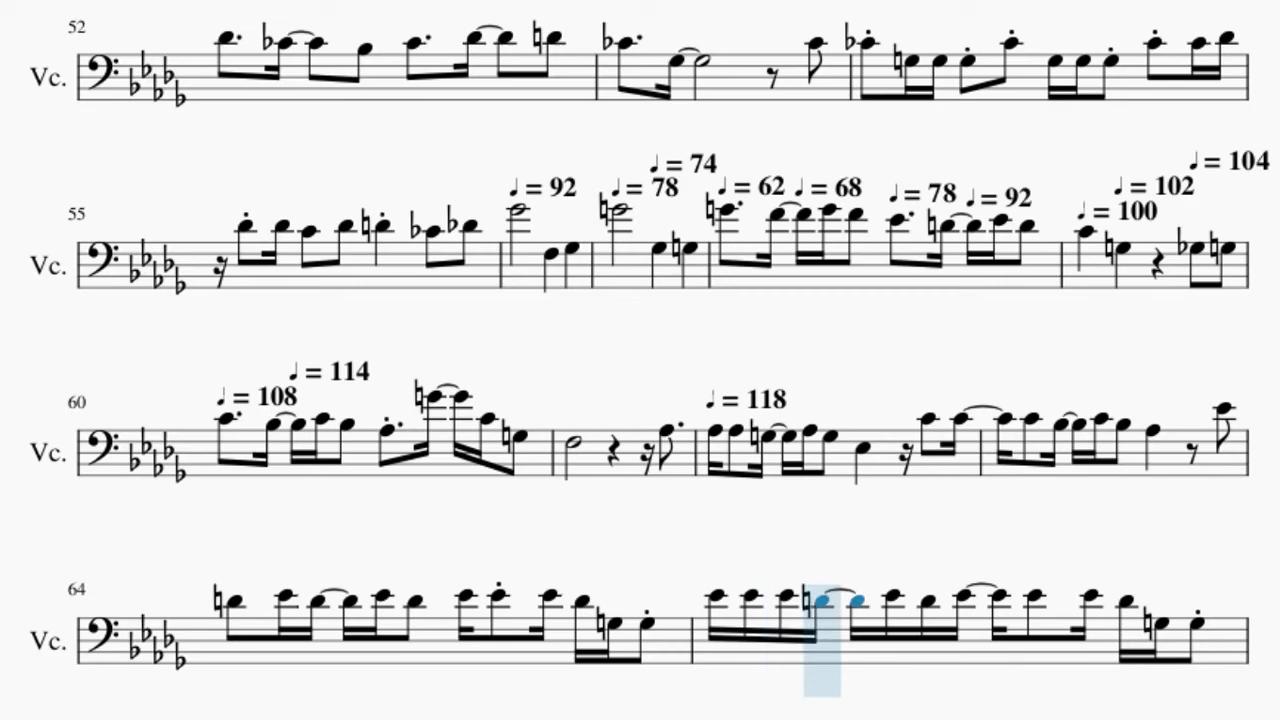 52
Vc.
♩ = 74
♩ = 104
♩ = 92 ♩ = 78 ♩ = 62 ♩ = 68 ♩ = 78 ♩ = 92 ♩ = 102
55 ♩ = 100
Vc.
♩ = 114
60 ♩ = 108 ♩ = 118
Vc.
64
Vc.